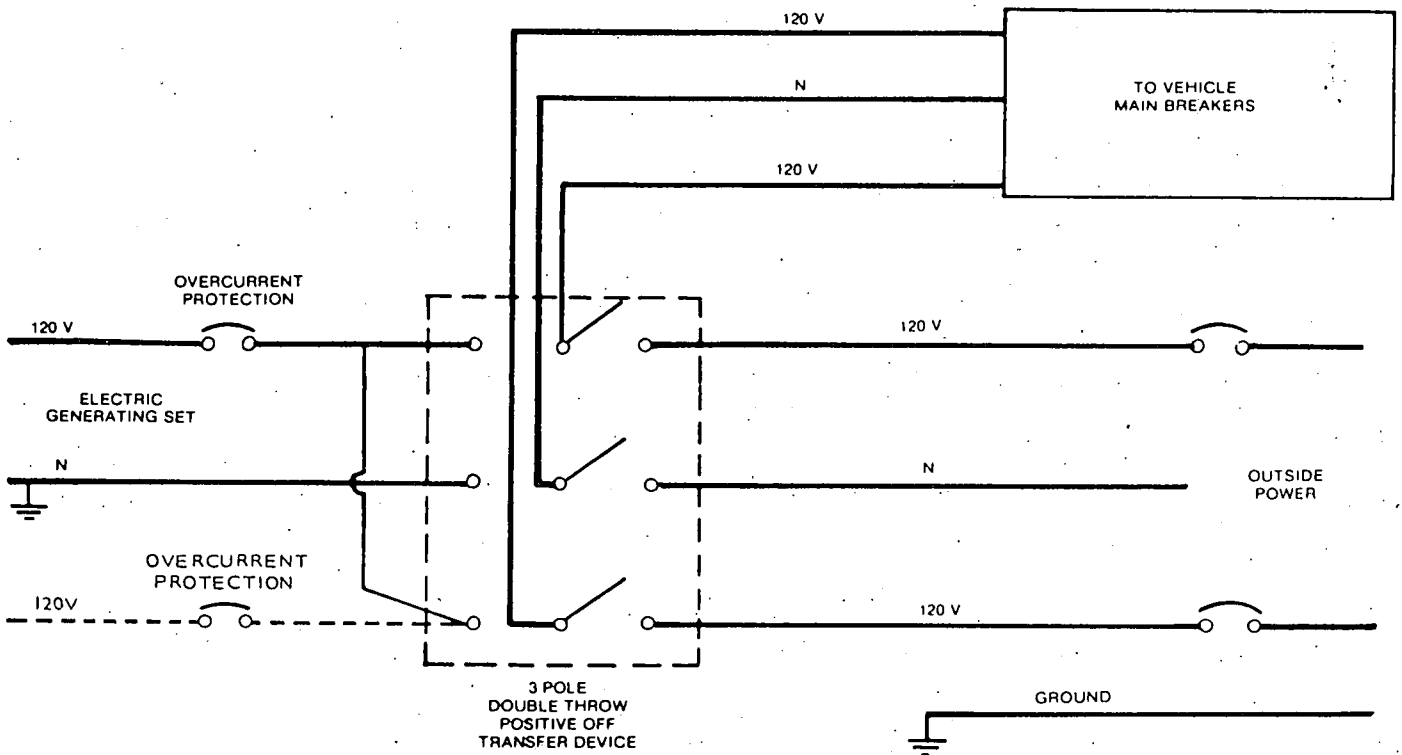 120 V
N
TO VEHICLE
MAIN BREAKERS
120 V
OVERCURRENT
PROTECTION
120 V
120 V
ELECTRIC
GENERATING SET
N
N
OUTSIDE
POWER
OVERCURRENT
PROTECTION
120V
120 V
3 POLE
DOUBLE THROW
POSITIVE OFF
TRANSFER DEVICE
GROUND